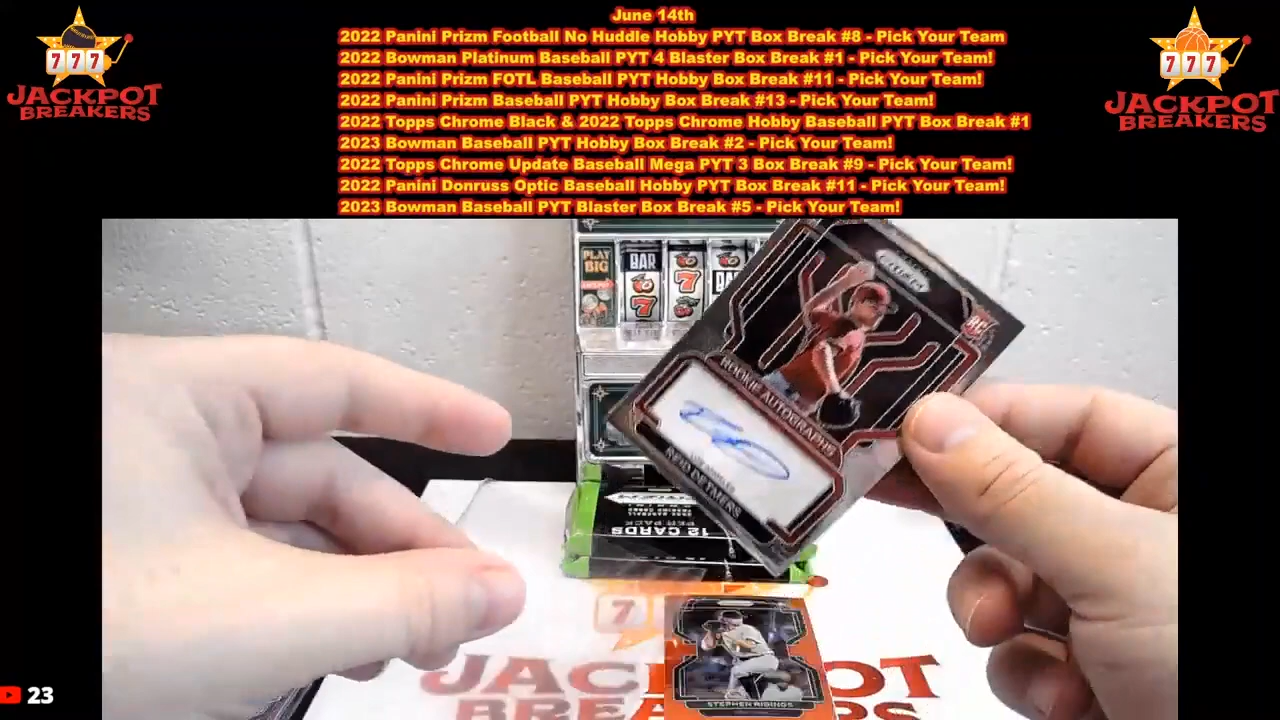 June 14th
2022 Panini Prizm Football No Huddle Hobby PYT Box Break #8 - Pick Your Team
2022 Bowman Platinum Baseball PYT 4 Blaster Box Break #1 - Pick Your Team!
2022 Panini Prizm FOTL Baseball PYT Hobby Box Break #11 - Pick Your Team!
2022 Panini Prizm Baseball PYT Hobby Box Break #13 - Pick Your Team!
2022 Topps Chrome Black & 2022 Topps Chrome Hobby Baseball PYT Box Break #1
2023 Bowman Baseball PYT Hobby Box Break #2 - Pick Your Team!
2022 Topps Chrome Update Baseball Mega PYT 3 Box Break #9 - Pick Your Team!
2022 Panini Donruss Optic Baseball Hobby PYT Box Break #11 - Pick Your Team!
2023 Bowman Baseball PYT Blaster Box Break #5 - Pick Your Team!
777
JACKPOT
BREAKERS
777
JACKPOT
BREAKERS
PLAY
BIG
BAR
7
7
7
PRIZM
RC
ROOKIE AUTOGRAPHS
REID DETMERS
PRIZM
12 CARDS
7
STEPHEN RIDINGS
JACKPOT
23